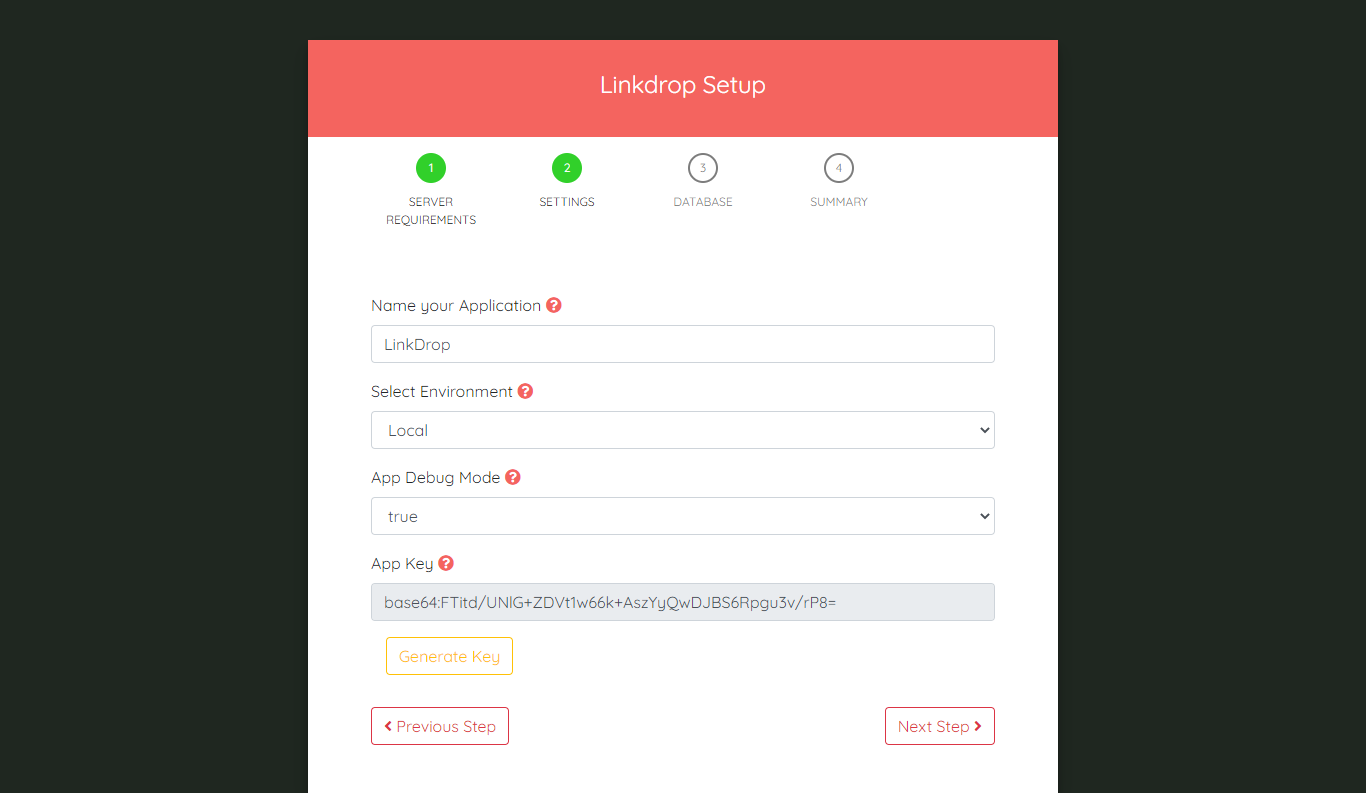 Linkdrop Setup
1 2 3 4
SERVER REQUIREMENTS SETTINGS DATABASE SUMMARY
Name your Application ?
LinkDrop
Select Environment ?
Local
App Debug Mode ?
true
App Key ?
base64:FTitd/UNlG+ZDVt1w66k+AszYyQwDJBS6Rpgu3v/rP8=
Generate Key
Previous Step Next Step